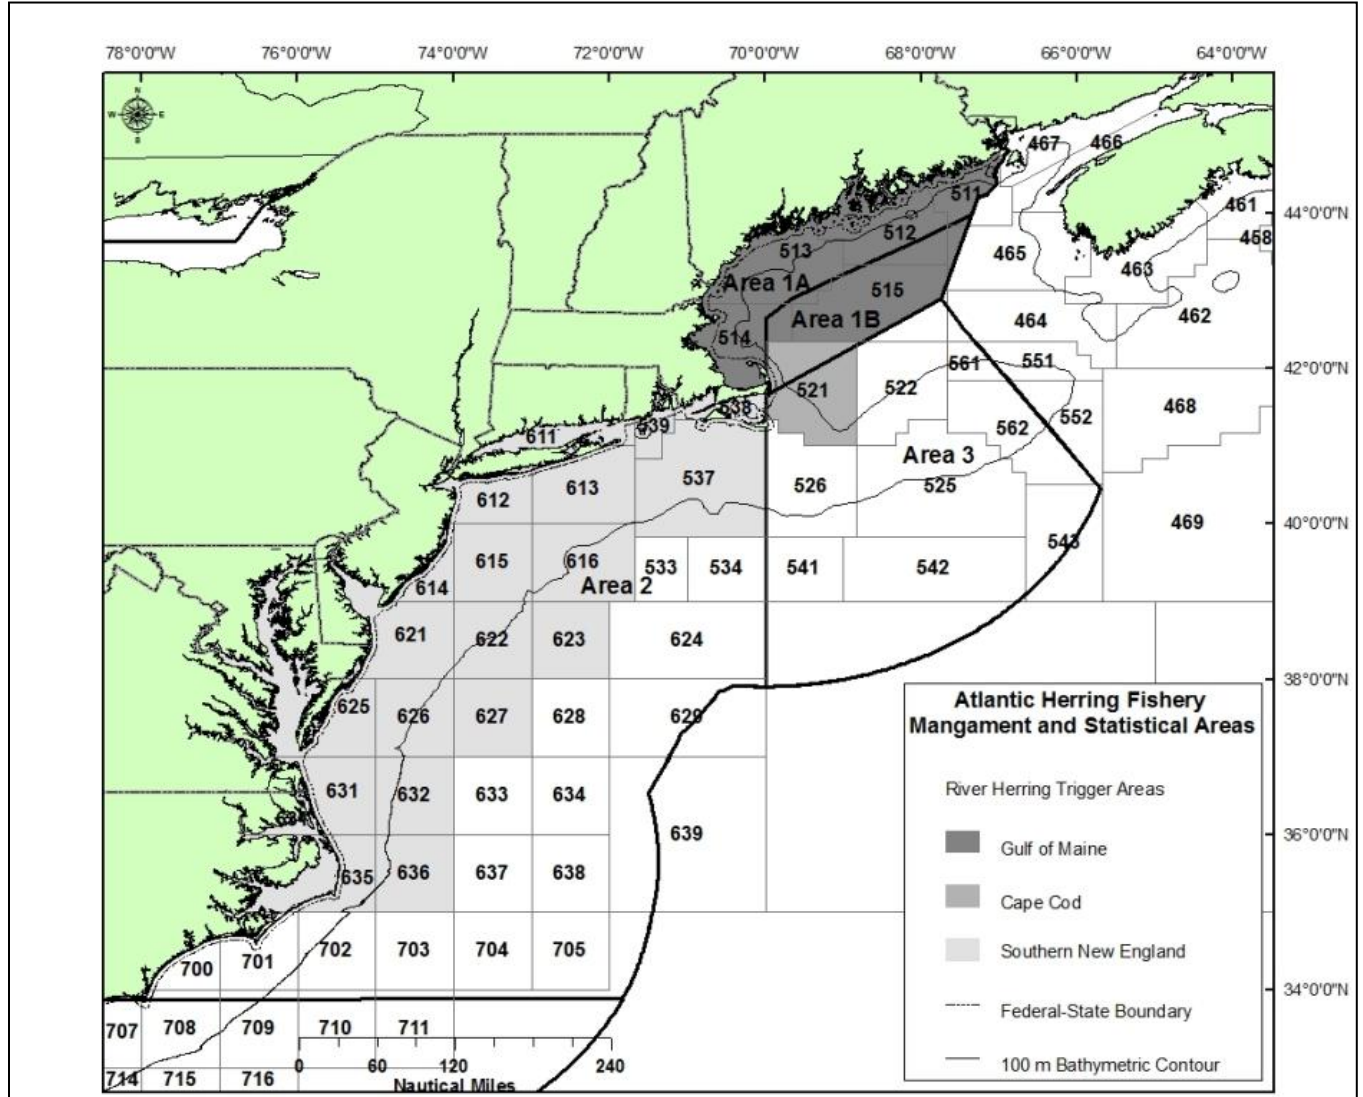 78°0'0"W 76°0'0"W 74°0'0"W 72°0'0"W 70°0'0"W 68°0'0"W 66°0'0"W 64°0'0"W
N
W E
S
467 466
511 461
44°0'0"N
512 458
513 465
463
Area 1A 515
462
Area 1B 464
514
561 551 42°0'0"N
521 522
538 552 468
539 562
611
Area 3
537 526 525
612 613
469 40°0'0"N
543
615 616 533 534 541 542
614 Area 2
621 622 623 624
38°0'0"N
625 626 627 628 629
631 632 633 634
639 36°0'0"N
635 636 637 638
700 701 702 703 704 705
34°0'0"N
707 708 709 710 711
0 60 120 240
714 715 716 Nautical Miles
Atlantic Herring Fishery
Mangament and Statistical Areas
River Herring Trigger Areas
Gulf of Maine
Cape Cod
Southern New England
Federal-State Boundary
100 m Bathymetric Contour